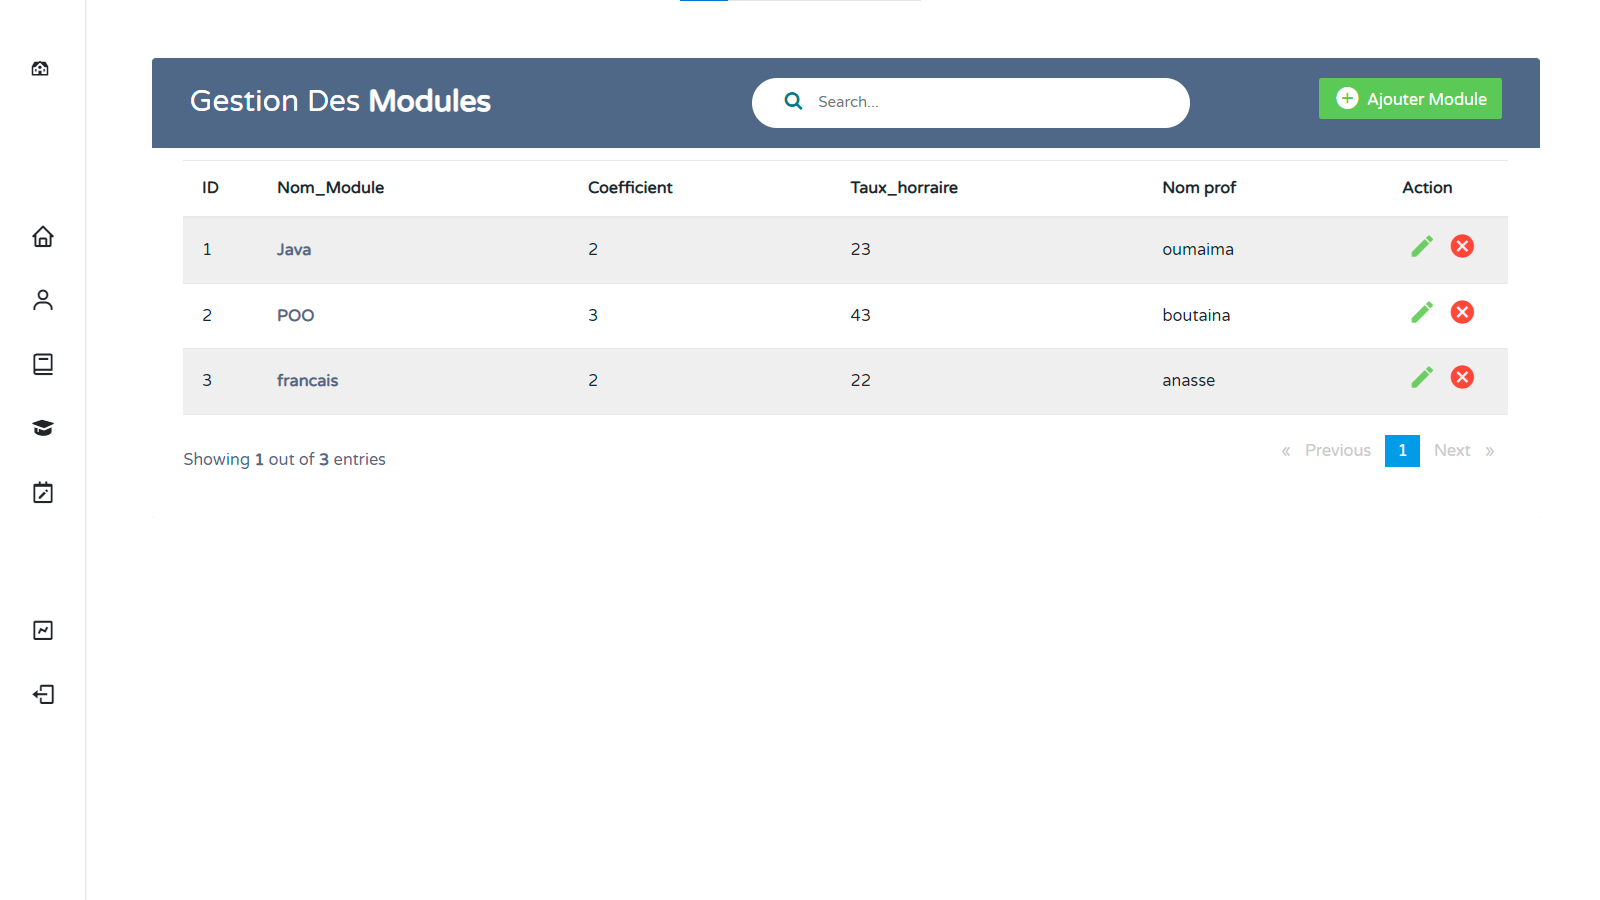 Gestion Des Modules
Search...
Ajouter Module
ID Nom_Module Coefficient Taux_horraire Nom prof Action
1 Java 2 23 oumaima
2 POO 3 43 boutaina
3 francais 2 22 anasse
Showing 1 out of 3 entries
« Previous 1 Next »